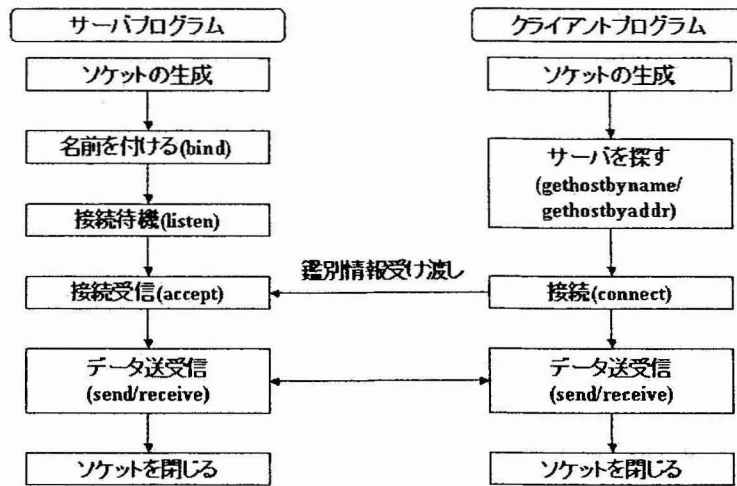 サーバプログラム
ソケットの生成
名前を付ける(bind)
接続待機(listen)
接続受信(accept)
データ送受信
(send/receive)
ソケットを閉じる
鑑別情報受け渡し
クライアントプログラム
ソケットの生成
サーバを探す
(gethostbyname/
gethostbyaddr)
接続(connect)
データ送受信
(send/receive)
ソケットを閉じる